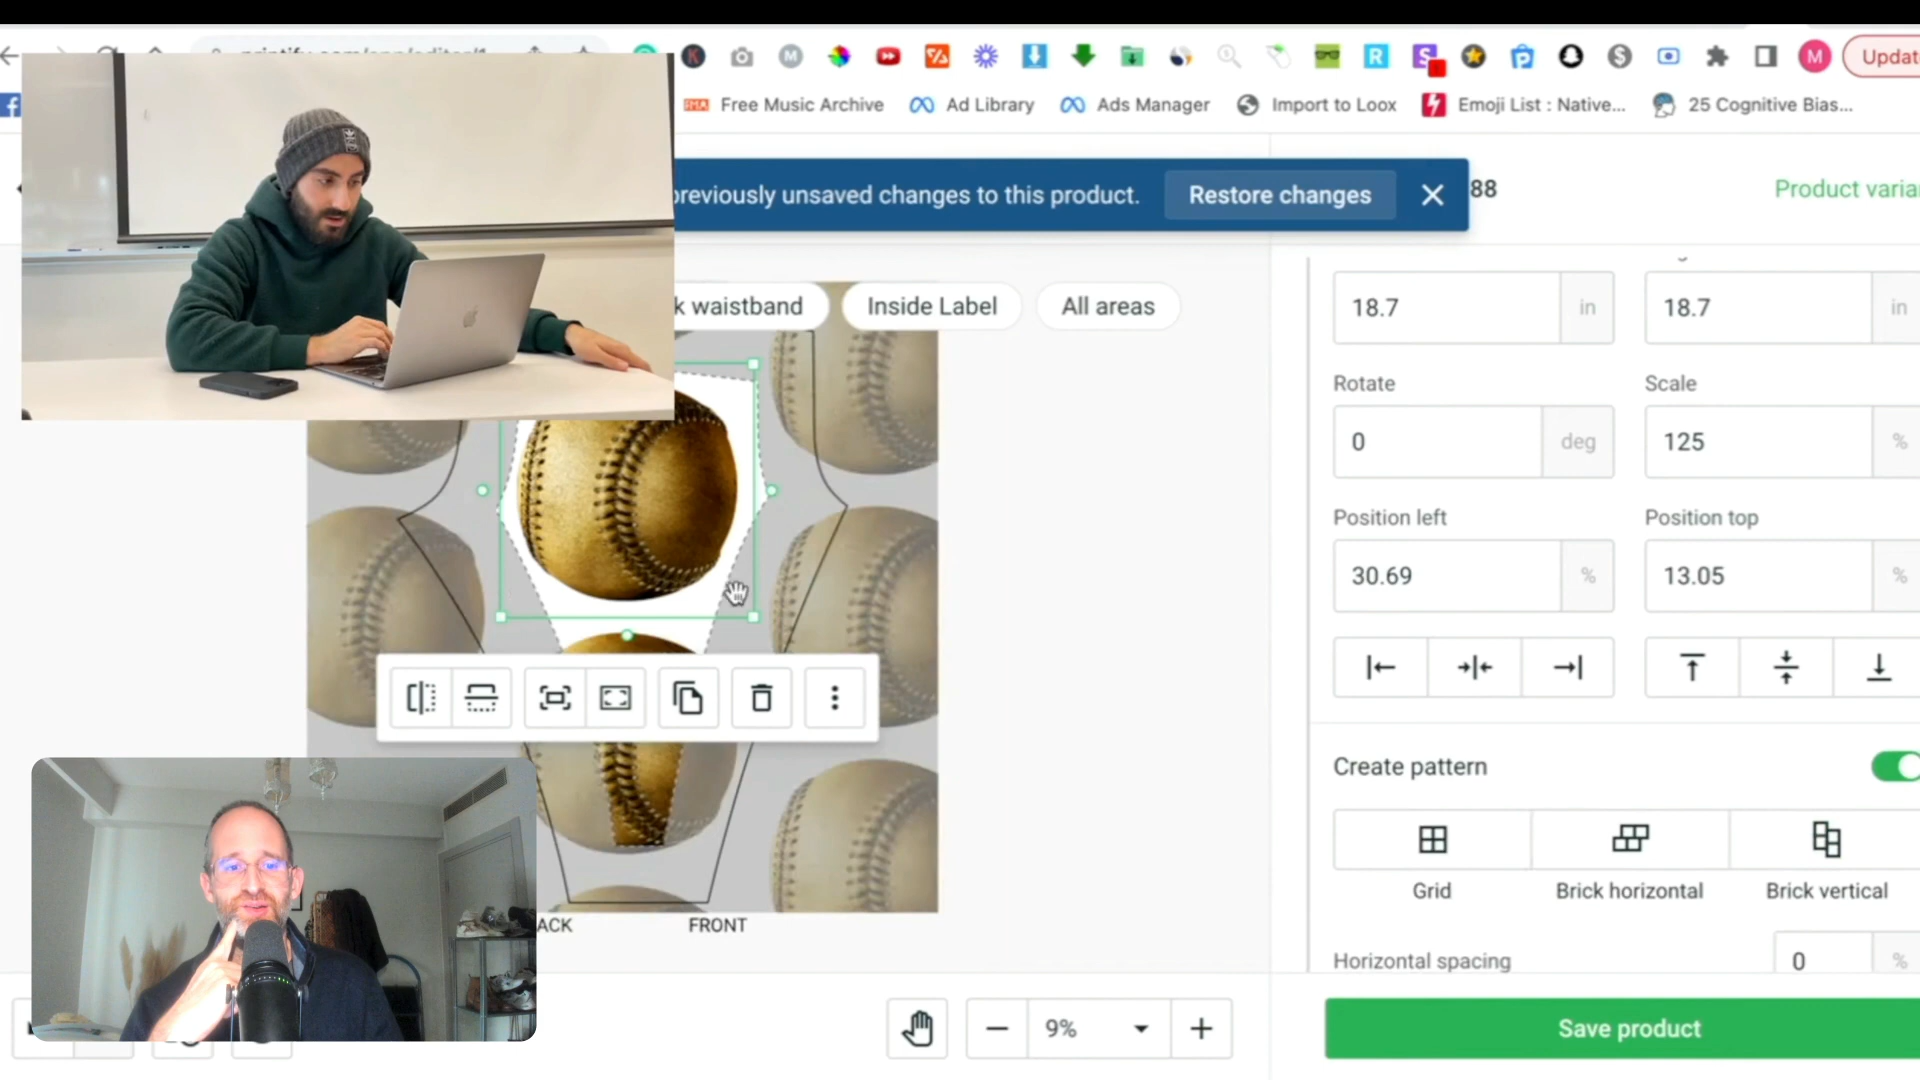 Update
Free Music Archive
Ad Library
Ads Manager
Import to Loox
Emoji List : Native...
25 Cognitive Bias...
previously unsaved changes to this product.
Restore changes
88
Product varia
k waistband
Inside Label
All areas
18.7 in
18.7 in
Rotate
Scale
0 deg
125 %
Position left
Position top
30.69 %
13.05 %
Create pattern
Grid
Brick horizontal
Brick vertical
ACK
FRONT
Horizontal spacing
0 %
9%
Save product